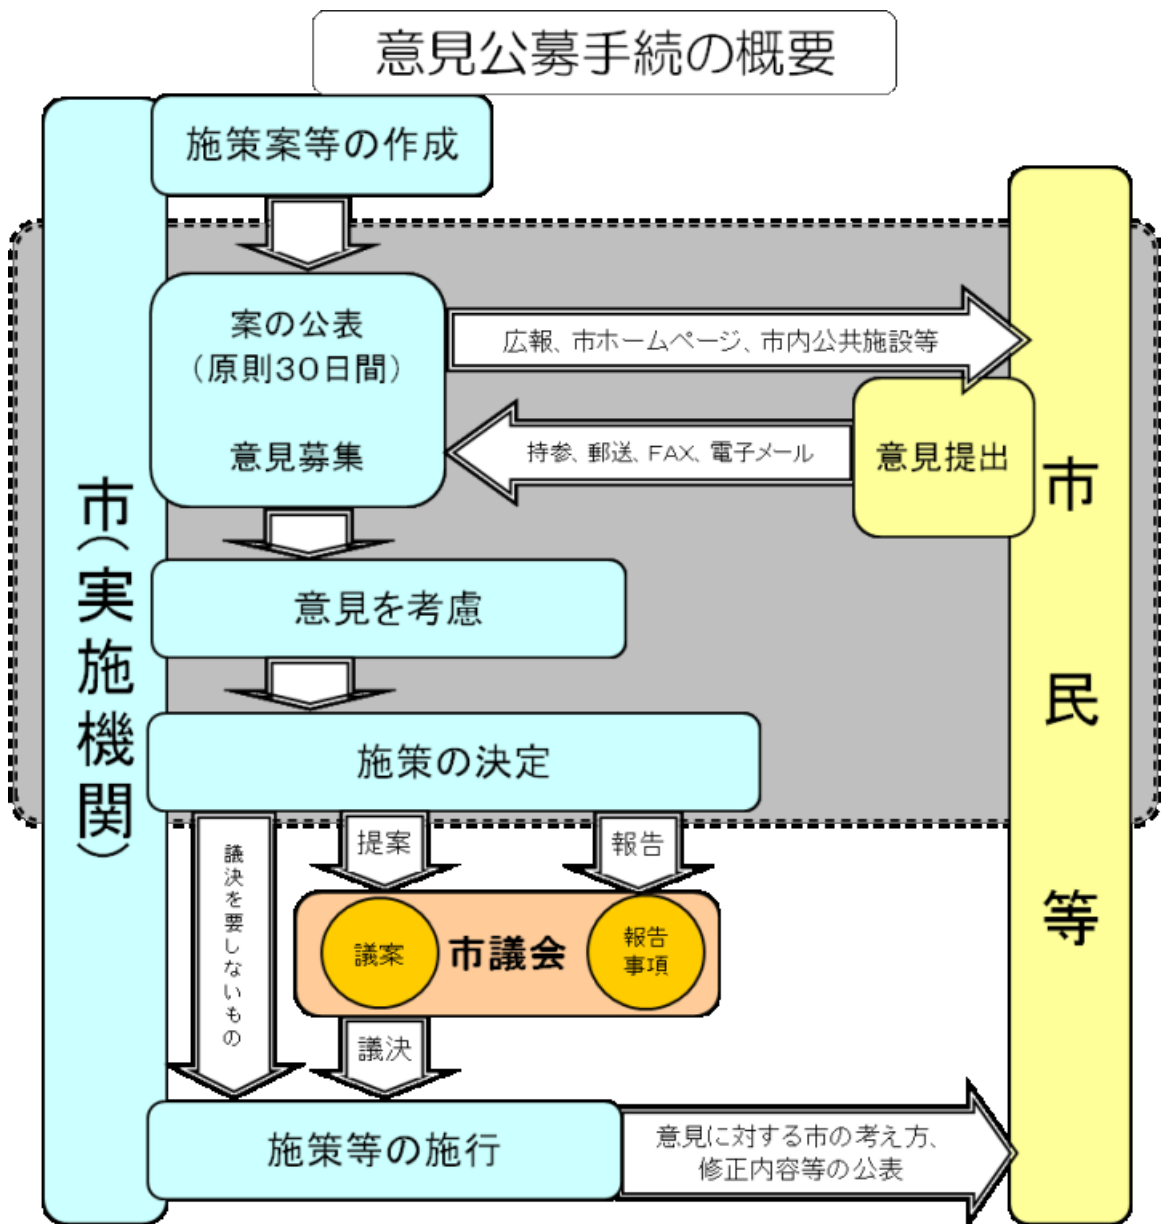 意見公募手続の概要
施策案等の作成
案の公表
（原則30日間）
意見募集
広報、市ホームページ、市内公共施設等
持参、郵送、FAX、電子メール
意見提出
市（実施機関）
市民等
意見を考慮
施策の決定
議決を要しないもの
提案
報告
議案
市議会
報告
事項
議決
施策等の施行
意見に対する市の考え方、
修正内容等の公表